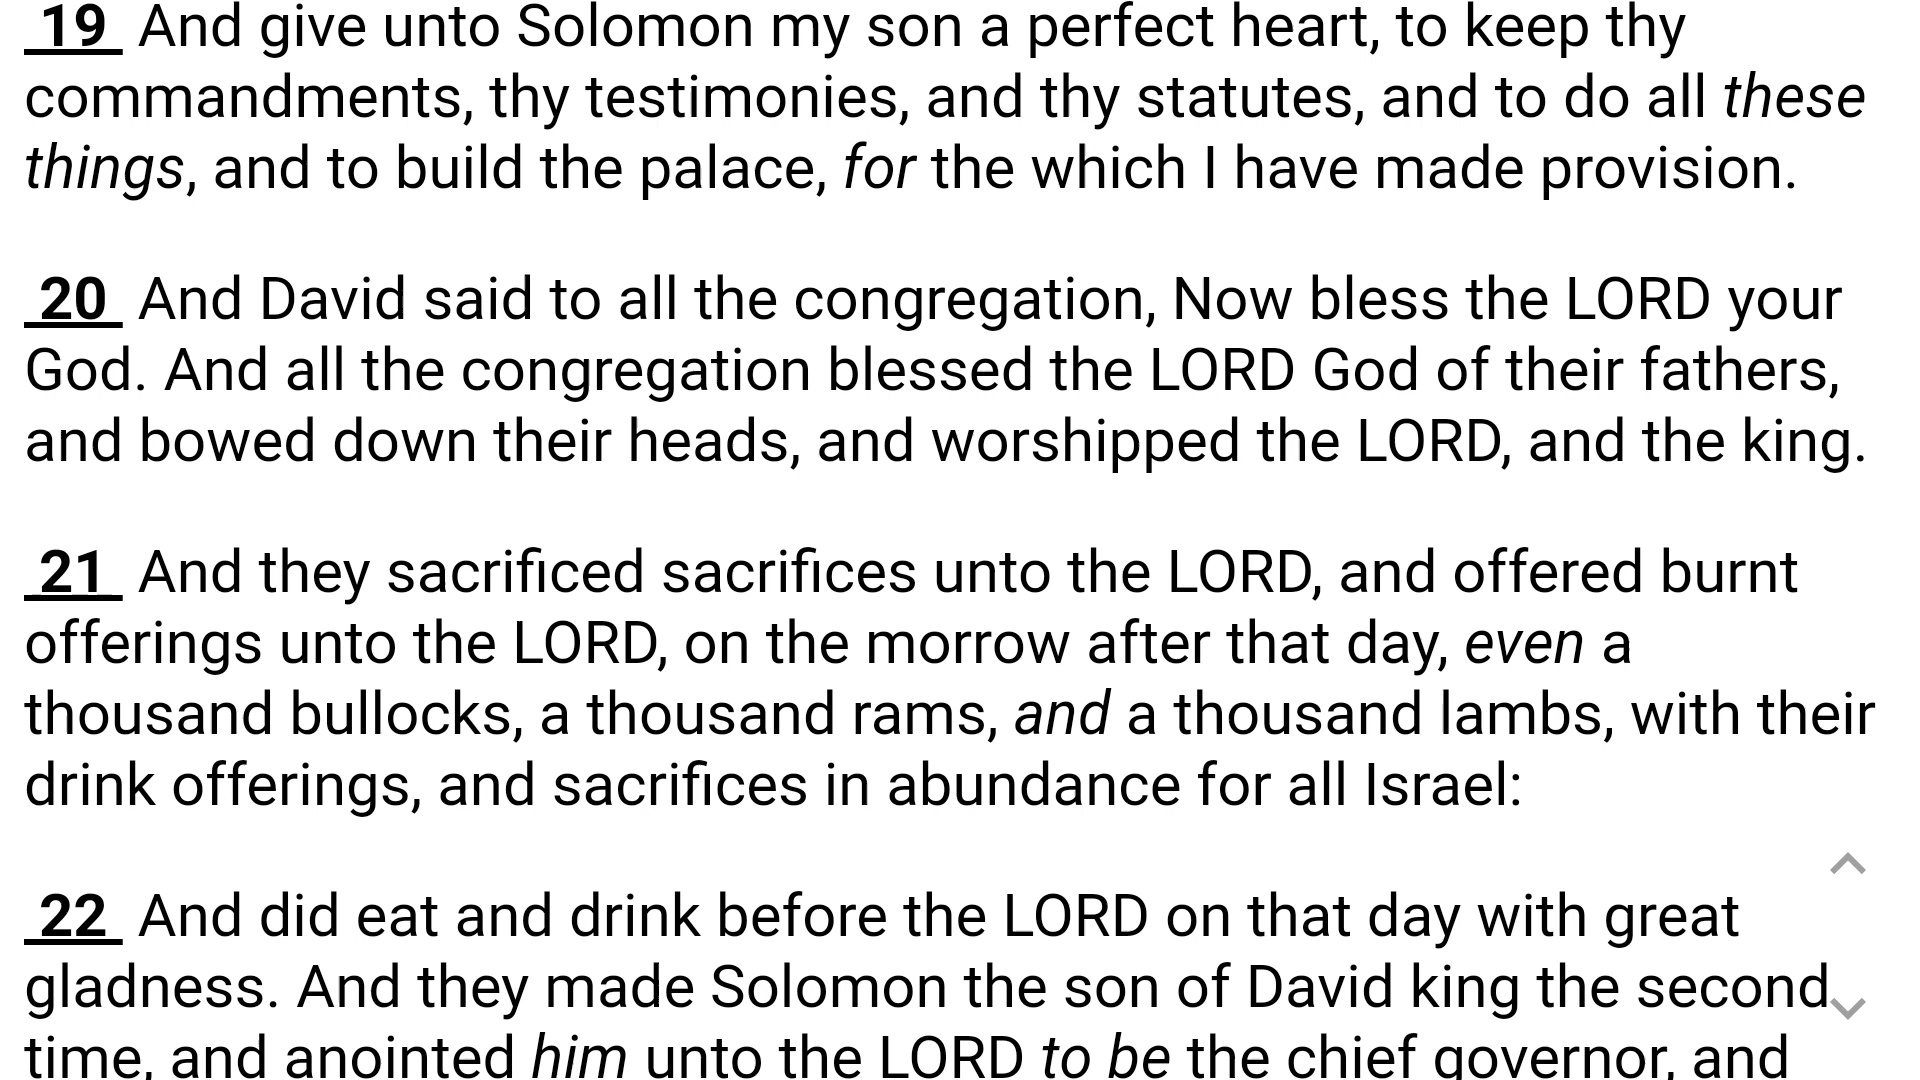 19 And give unto Solomon my son a perfect heart, to keep thy
commandments, thy testimonies, and thy statutes, and to do all these
things, and to build the palace, for the which I have made provision.
20 And David said to all the congregation, Now bless the LORD your
God. And all the congregation blessed the LORD God of their fathers,
and bowed down their heads, and worshipped the LORD, and the king.
21 And they sacrificed sacrifices unto the LORD, and offered burnt
offerings unto the LORD, on the morrow after that day, even a
thousand bullocks, a thousand rams, and a thousand lambs, with their
drink offerings, and sacrifices in abundance for all Israel:
22 And did eat and drink before the LORD on that day with great
gladness. And they made Solomon the son of David king the second
time, and anointed him unto the LORD to be the chief governor, and